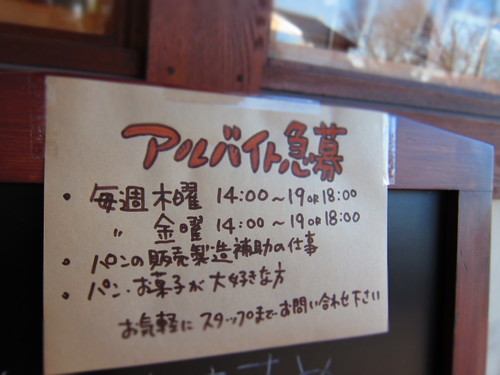 アルバイト急募
・毎週木曜 14:00〜19or18:00
〃 金曜 14:00〜19or18:00
・パンの販売製造補助の仕事
・パン・お菓子が大好きな方
お気軽にスタッフまでお問い合わせ下さい